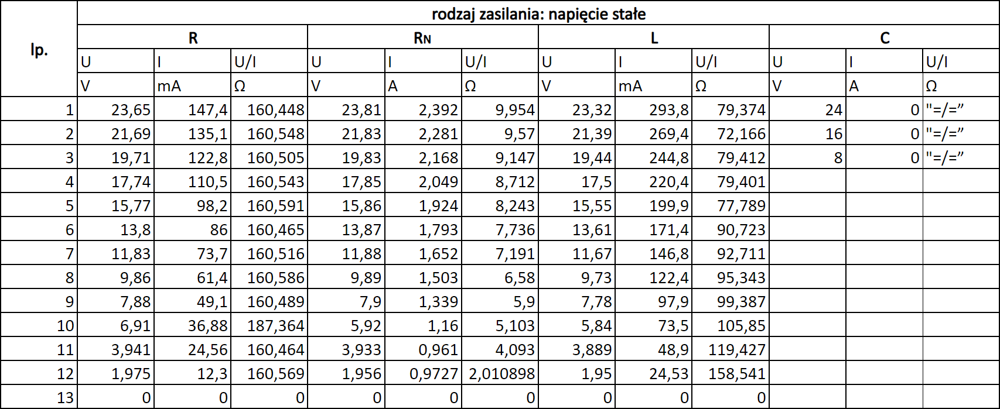 rodzaj zasilania: napięcie stałe
lp. R RN L C
U I U/I U I U/I U I U/I U I U/I
V mA Ω V A Ω V mA Ω V A Ω
1 23,65 147,4 160,448 23,81 2,392 9,954 23,32 293,8 79,374 24 0 "=/=”
2 21,69 135,1 160,548 21,83 2,281 9,57 21,39 269,4 72,166 16 0 "=/=”
3 19,71 122,8 160,505 19,83 2,168 9,147 19,44 244,8 79,412 8 0 "=/=”
4 17,74 110,5 160,543 17,85 2,049 8,712 17,5 220,4 79,401
5 15,77 98,2 160,591 15,86 1,924 8,243 15,55 199,9 77,789
6 13,8 86 160,465 13,87 1,793 7,736 13,61 171,4 90,723
7 11,83 73,7 160,516 11,88 1,652 7,191 11,67 146,8 92,711
8 9,86 61,4 160,586 9,89 1,503 6,58 9,73 122,4 95,343
9 7,88 49,1 160,489 7,9 1,339 5,9 7,78 97,9 99,387
10 6,91 36,88 187,364 5,92 1,16 5,103 5,84 73,5 105,85
11 3,941 24,56 160,464 3,933 0,961 4,093 3,889 48,9 119,427
12 1,975 12,3 160,569 1,956 0,9727 2,010898 1,95 24,53 158,541
13 0 0 0 0 0 0 0 0 0